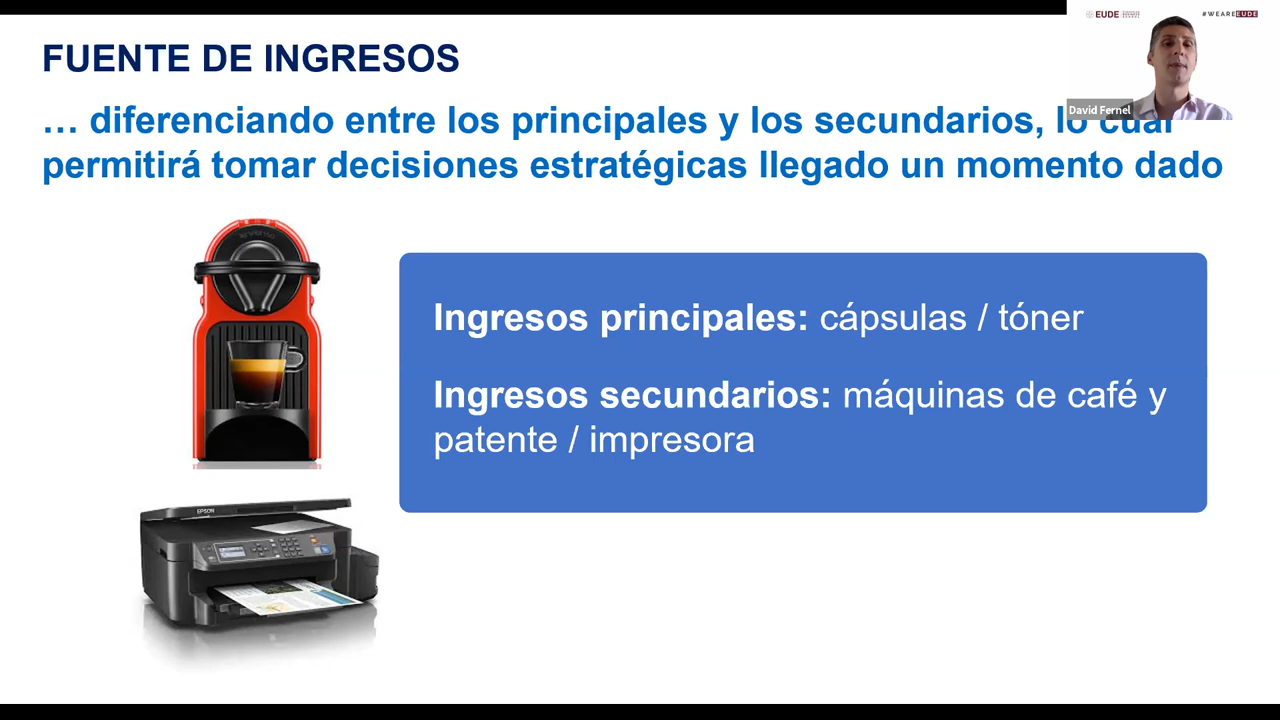 EUDE
#WEAREEUDE
David Fernel
FUENTE DE INGRESOS
… diferenciando entre los principales y los secundarios, lo cual
permitirá tomar decisiones estratégicas llegado un momento dado
NESPRESSO
Ingresos principales: cápsulas / tóner
Ingresos secundarios: máquinas de café y
patente / impresora
EPSON